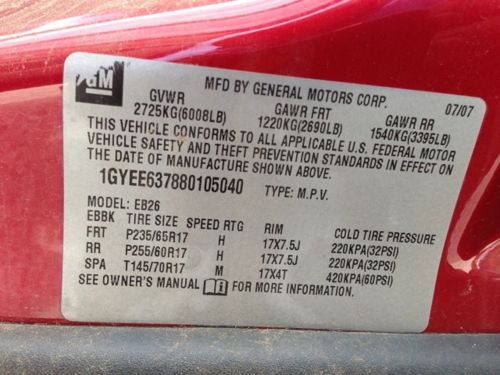 GM
MFD BY GENERAL MOTORS CORP. 07/07
GVWR GAWR FRT GAWR RR
2725KG(6008LB) 1220KG(2690LB) 1540KG(3395LB)
THIS VEHICLE CONFORMS TO ALL APPLICABLE U.S. FEDERAL MOTOR
VEHICLE SAFETY AND THEFT PREVENTION STANDARDS IN EFFECT ON
THE DATE OF MANUFACTURE SHOWN ABOVE.
1GYEE637880105040 TYPE: M.P.V.
MODEL: EB26
EBBK TIRE SIZE SPEED RTG RIM COLD TIRE PRESSURE
FRT P235/65R17 H 17X7.5J 220KPA(32PSI)
RR P255/60R17 H 17X7.5J 220KPA(32PSI)
SPA T145/70R17 M 17X4T 420KPA(60PSI)
SEE OWNER'S MANUAL i FOR MORE INFORMATION.